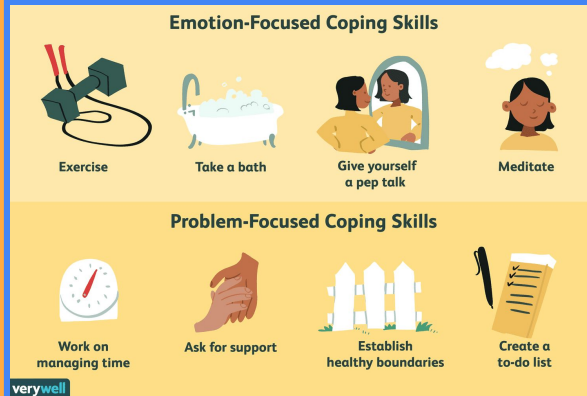 Emotion-Focused Coping Skills
Exercise
Take a bath
Give yourself
a pep talk
Meditate
Problem-Focused Coping Skills
Work on
managing time
Ask for support
Establish
healthy boundaries
Create a
to-do list
verywell